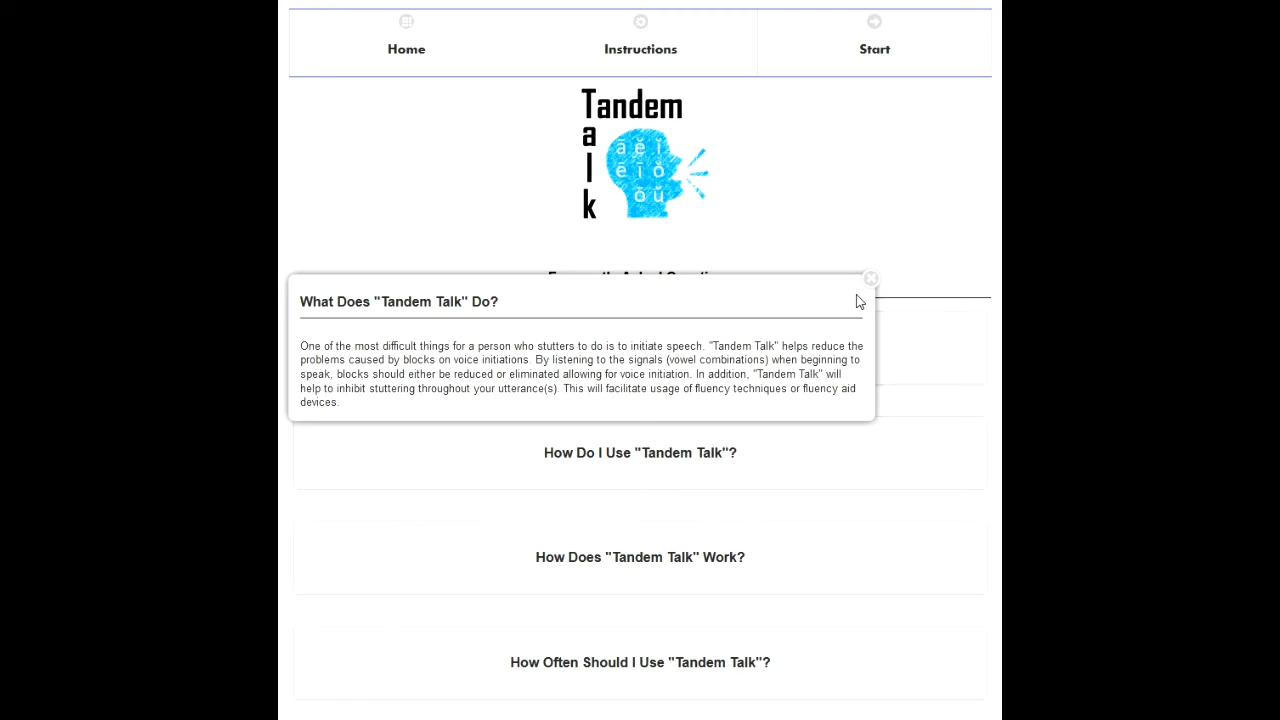 Home
Instructions
Start
Tandem
a
l
k
ā ĕ ĭ
ē ī ŏ
ō ŭ
What Does "Tandem Talk" Do?
One of the most difficult things for a person who stutters to do is to initiate speech. "Tandem Talk" helps reduce the
problems caused by blocks on voice initiations. By listening to the signals (vowel combinations) when beginning to
speak, blocks should either be reduced or eliminated allowing for voice initiation. In addition, "Tandem Talk" will
help to inhibit stuttering throughout your utterance(s). This will facilitate usage of fluency techniques or fluency aid
devices.
How Do I Use "Tandem Talk"?
How Does "Tandem Talk" Work?
How Often Should I Use "Tandem Talk"?